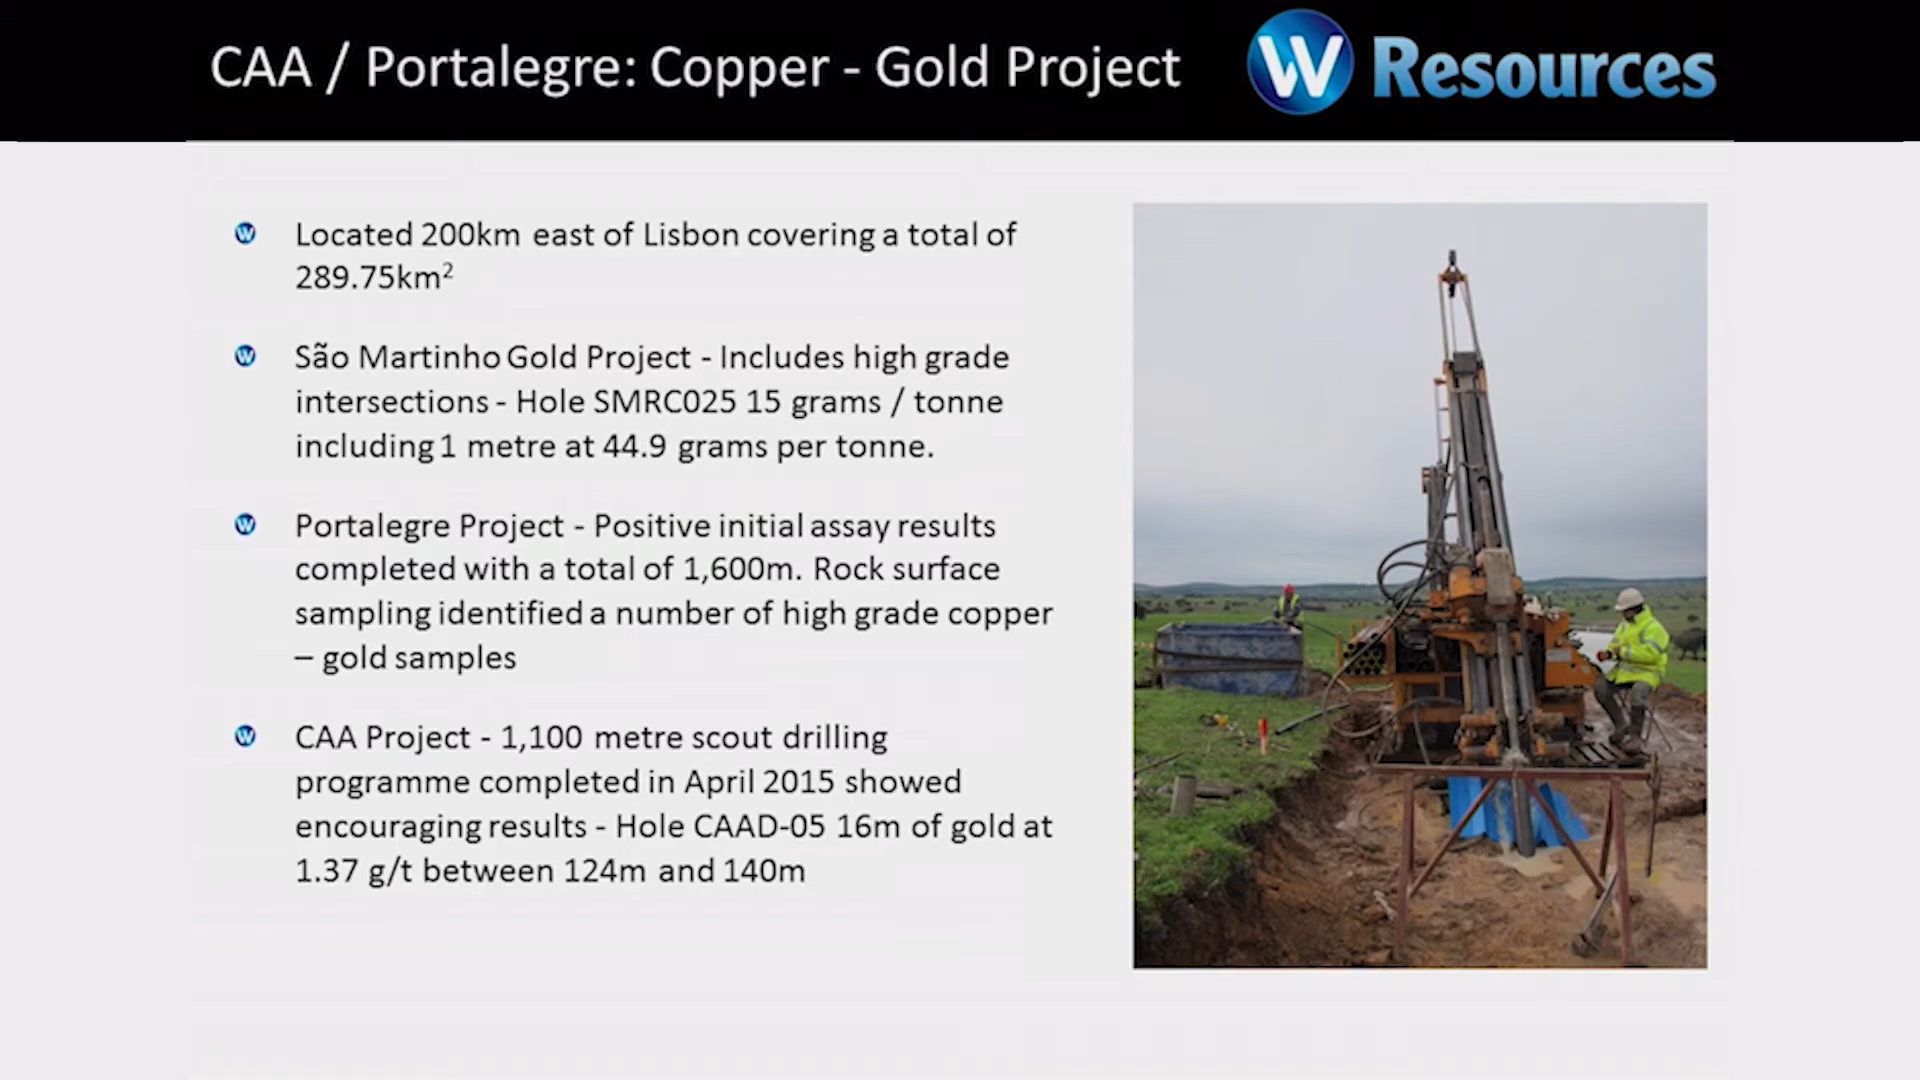 CAA / Portalegre: Copper - Gold Project
W Resources
Located 200km east of Lisbon covering a total of
289.75km²
São Martinho Gold Project - Includes high grade
intersections - Hole SMRC025 15 grams / tonne
including 1 metre at 44.9 grams per tonne.
Portalegre Project - Positive initial assay results
completed with a total of 1,600m. Rock surface
sampling identified a number of high grade copper
– gold samples
CAA Project - 1,100 metre scout drilling
programme completed in April 2015 showed
encouraging results - Hole CAAD-05 16m of gold at
1.37 g/t between 124m and 140m